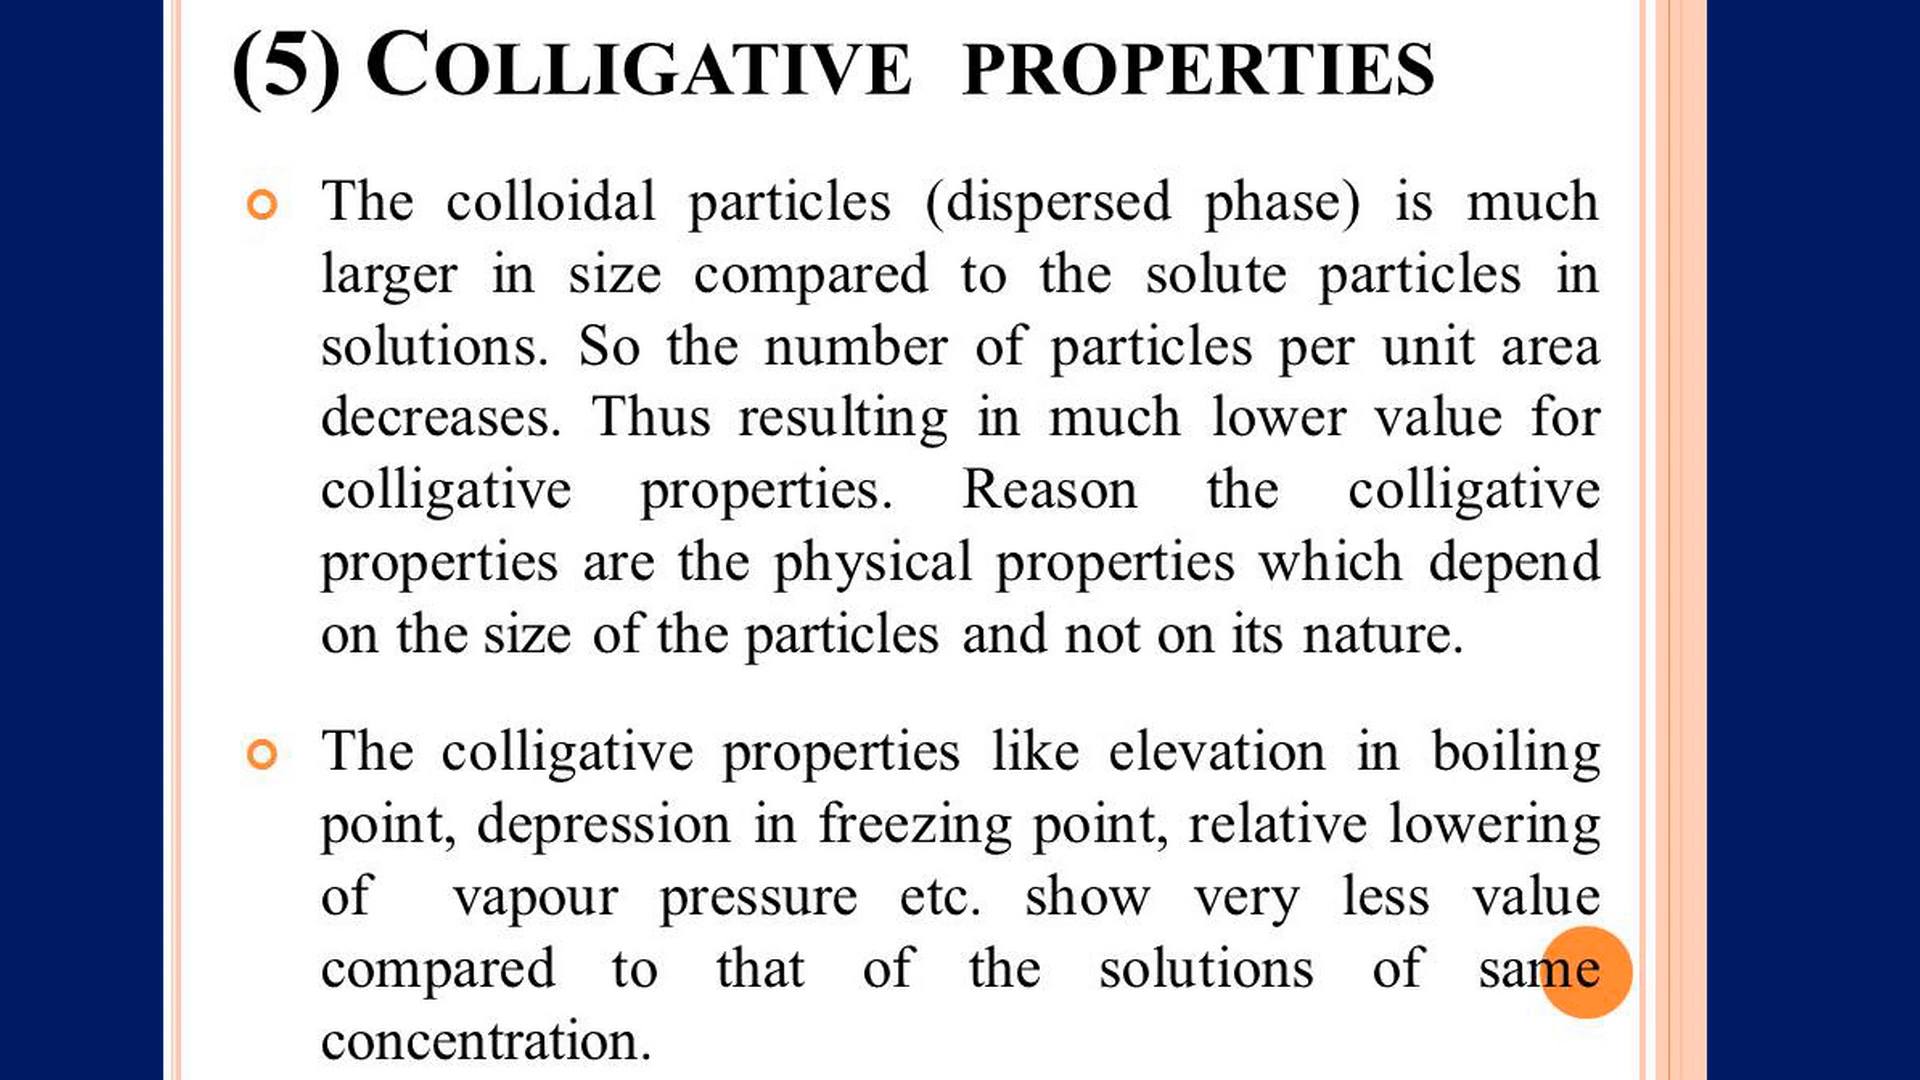 (5) COLLIGATIVE PROPERTIES
The colloidal particles (dispersed phase) is much
larger in size compared to the solute particles in
solutions. So the number of particles per unit area
decreases. Thus resulting in much lower value for
colligative properties. Reason the colligative
properties are the physical properties which depend
on the size of the particles and not on its nature.
The colligative properties like elevation in boiling
point, depression in freezing point, relative lowering
of vapour pressure etc. show very less value
compared to that of the solutions of same
concentration.